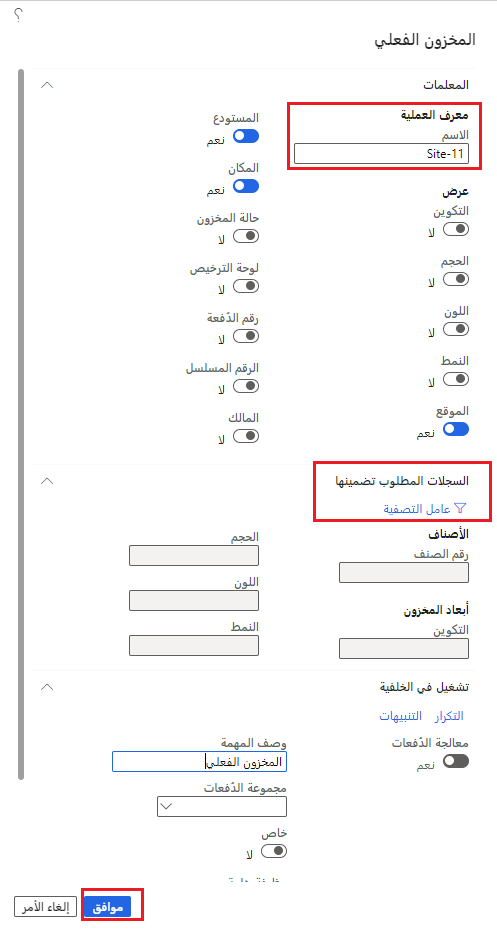 ؟
المخزون الفعلي
المعلمات
معرف العملية
الاسم
Site-11
عرض
التكوين
لا
الحجم
لا
اللون
لا
النمط
لا
الموقع
نعم
المستودع
نعم
المكان
نعم
حالة المخزون
لا
لوحة الترخيص
لا
رقم الدُفعة
لا
الرقم المسلسل
لا
المالك
لا
السجلات المطلوب تضمينها
عامل التصفية
الأصناف
رقم الصنف
أبعاد المخزون
التكوين
الحجم
اللون
النمط
تشغيل في الخلفية
التكرار التنبيهات
معالجة الدُفعات
نعم
وصف المهمة
المخزون الفعلي
مجموعة الدُفعات
خاص
لا
موافق إلغاء الأمر